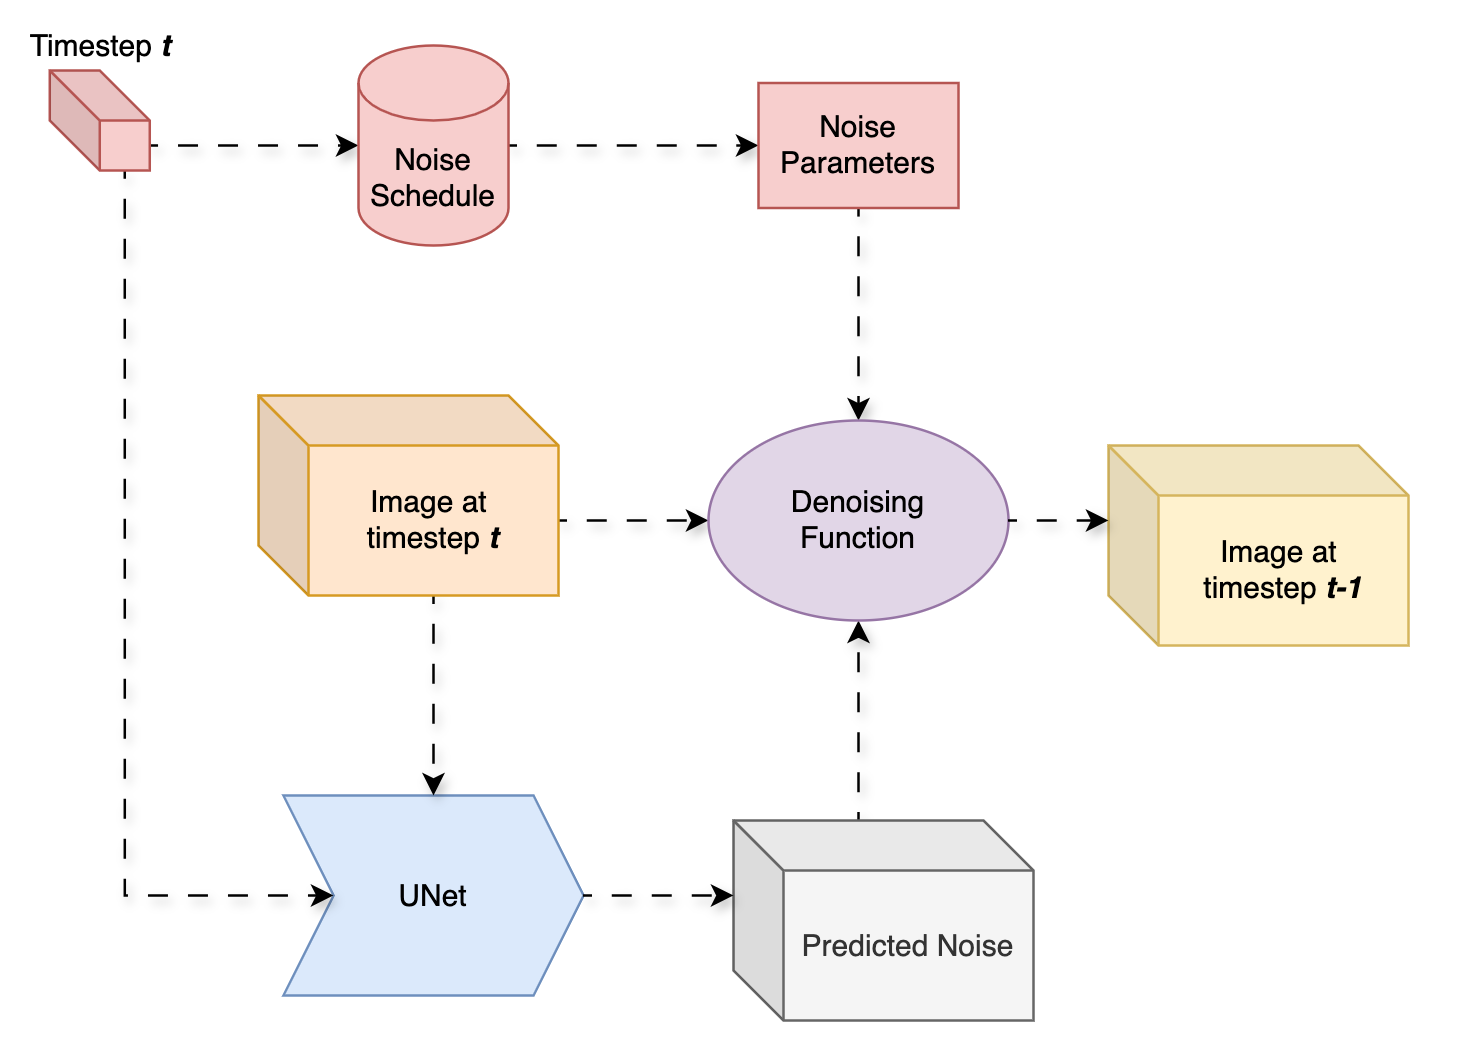 Timestep t
Noise
Schedule
Noise
Parameters
Image at
timestep t
Denoising
Function
Image at
timestep t-1
UNet
Predicted Noise